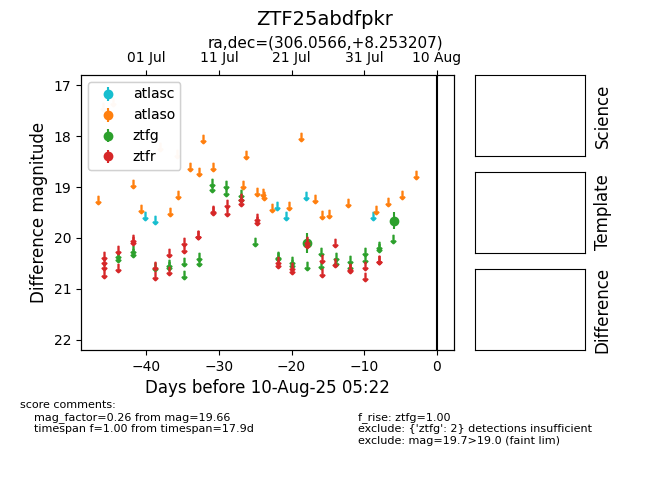 ZTF25abdfpkr
ra,dec=(306.0566,+8.253207)
01 Jul 11 Jul 21 Jul 31 Jul 10 Aug
17
18
19
20
21
22
Difference magnitude
atlasc
atlaso
ztfg
ztfr
−40 −30 −20 −10 0
Days before 10-Aug-25 05:22
Science
Template
Difference
score comments:
mag_factor=0.26 from mag=19.66
timespan f=1.00 from timespan=17.9d
f_rise: ztfg=1.00
exclude: {'ztfg': 2} detections insufficient
exclude: mag=19.7>19.0 (faint lim)